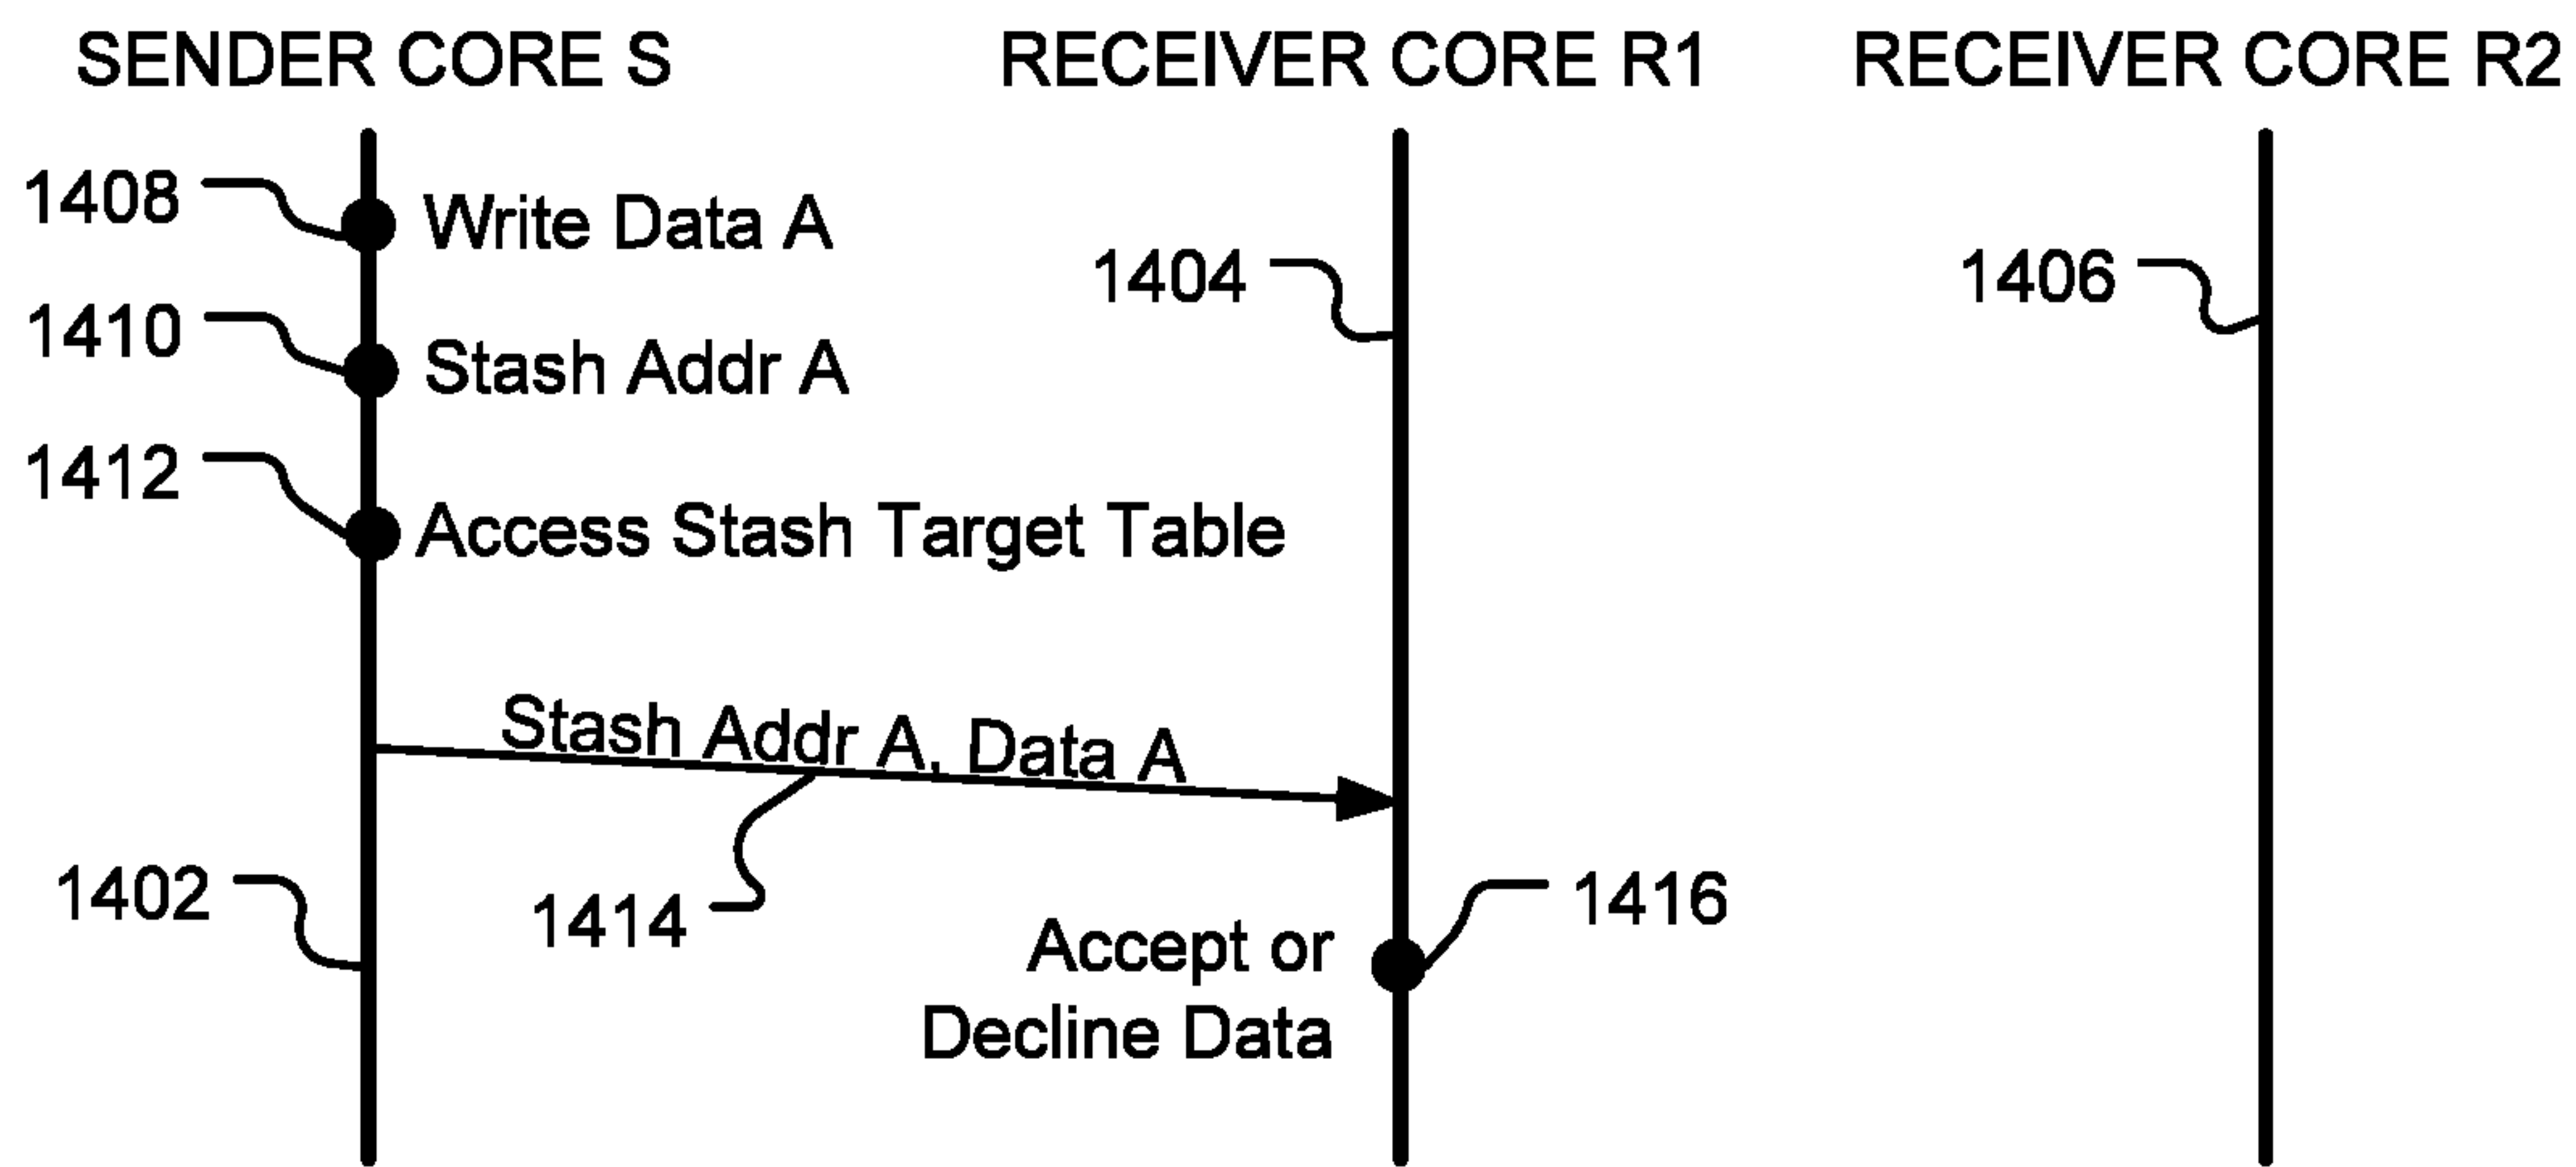 SENDER CORE S
RECEIVER CORE R1
RECEIVER CORE R2
1408
Write Data A
1404
1406
1410
Stash Addr A
1412
Access Stash Target Table
Stash Addr A, Data A
1402
1414
1416
Accept or
Decline Data